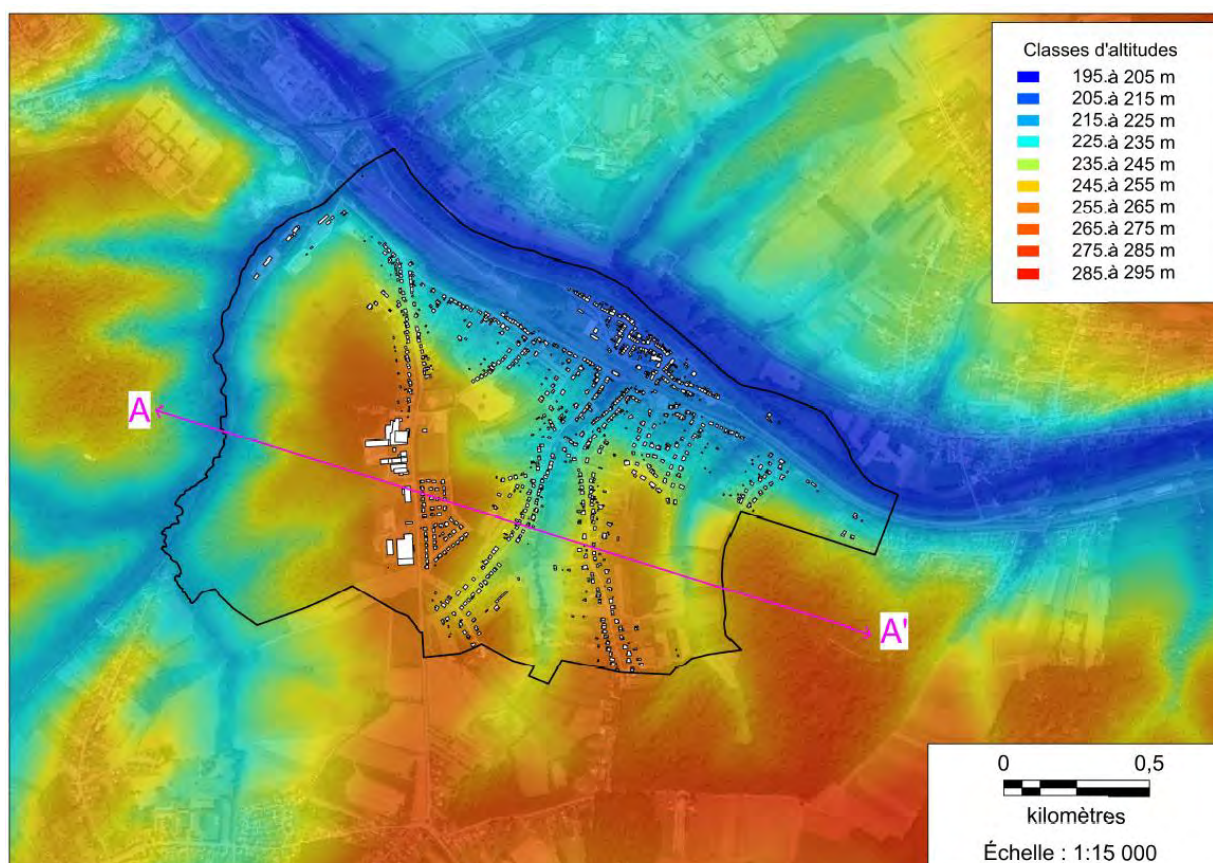 Classes d'altitudes
195.à 205 m
205.à 215 m
215.à 225 m
225.à 235 m
235.à 245 m
245.à 255 m
255.à 265 m
265.à 275 m
275.à 285 m
285.à 295 m
A
A'
0 0,5
kilomètres
Échelle : 1:15 000